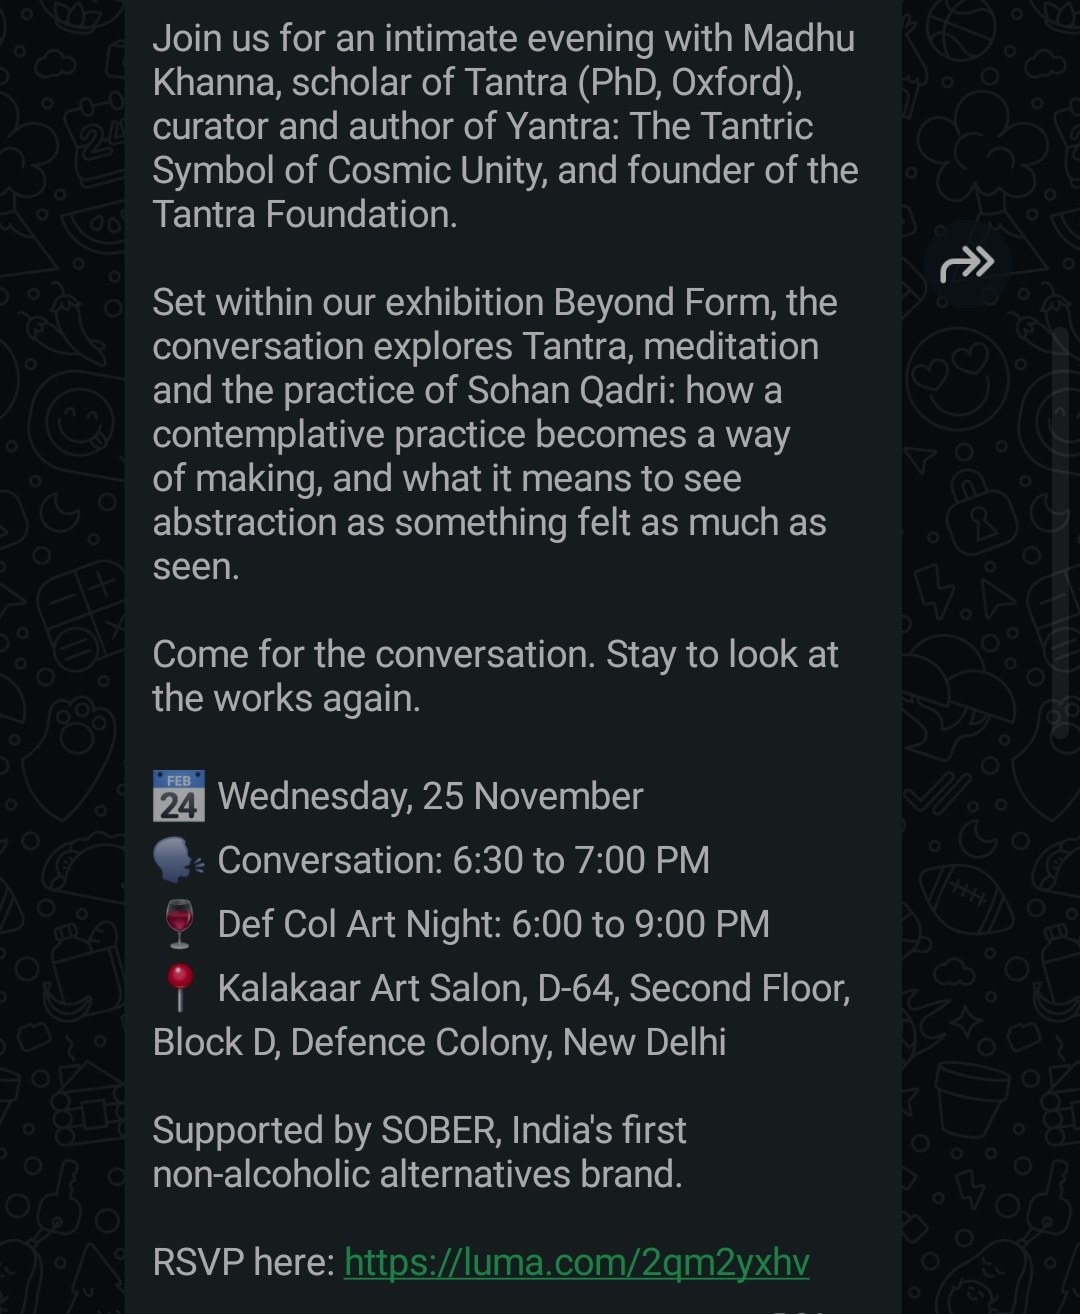 Join us for an intimate evening with Madhu
Khanna, scholar of Tantra (PhD, Oxford),
curator and author of Yantra: The Tantric
Symbol of Cosmic Unity, and founder of the
Tantra Foundation.
Set within our exhibition Beyond Form, the
conversation explores Tantra, meditation
and the practice of Sohan Qadri: how a
contemplative practice becomes a way
of making, and what it means to see
abstraction as something felt as much as
seen.
Come for the conversation. Stay to look at
the works again.
📅 Wednesday, 25 November
🗣️ Conversation: 6:30 to 7:00 PM
🍷 Def Col Art Night: 6:00 to 9:00 PM
📍 Kalakaar Art Salon, D-64, Second Floor,
Block D, Defence Colony, New Delhi
Supported by SOBER, India's first
non-alcoholic alternatives brand.
RSVP here: https://luma.com/2qm2yxhv